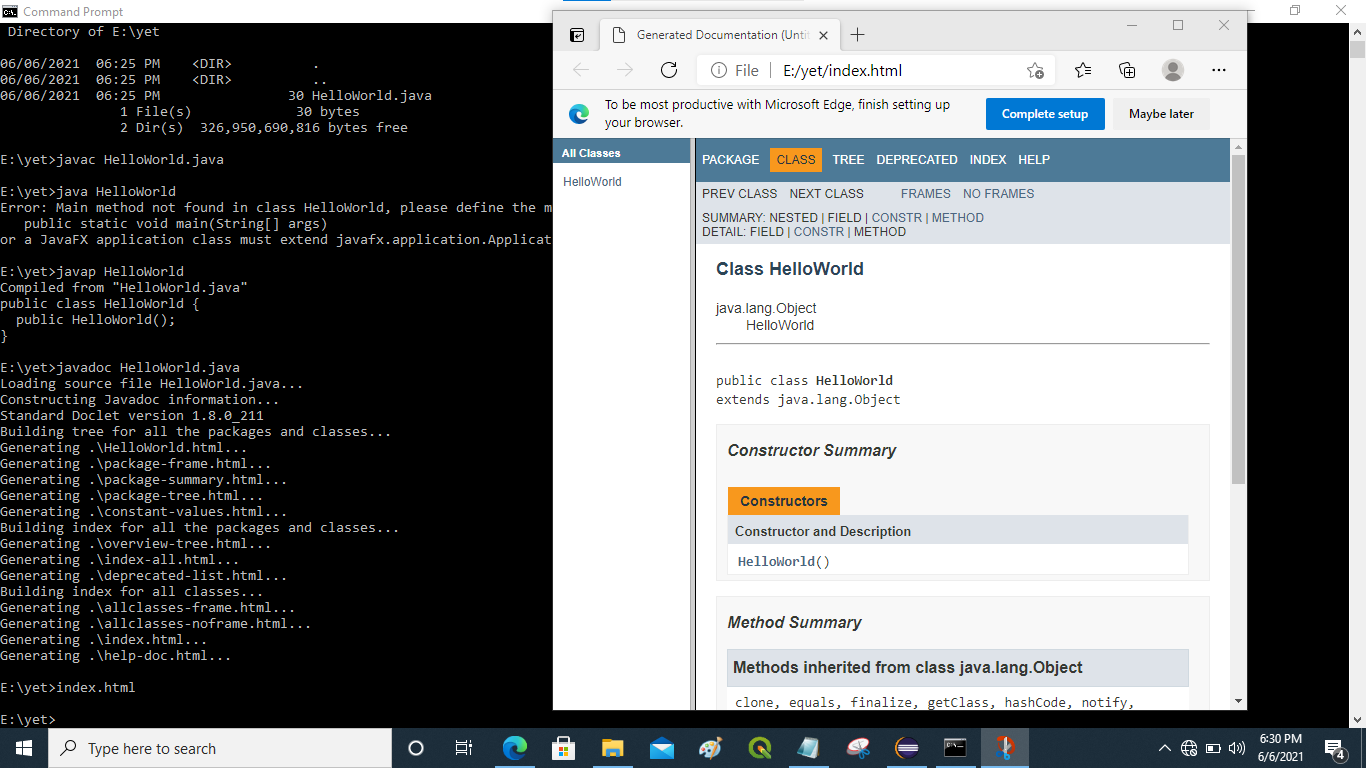 Command Prompt
Directory of E:\yet
06/06/2021  06:25 PM    <DIR>          .
06/06/2021  06:25 PM    <DIR>          ..
06/06/2021  06:25 PM                30 HelloWorld.java
1 File(s)             30 bytes
2 Dir(s)  326,950,690,816 bytes free
E:\yet>javac HelloWorld.java
E:\yet>java HelloWorld
Error: Main method not found in class HelloWorld, please define the m
public static void main(String[] args)
or a JavaFX application class must extend javafx.application.Applicat
E:\yet>javap HelloWorld
Compiled from "HelloWorld.java"
public class HelloWorld {
public HelloWorld();
}
E:\yet>javadoc HelloWorld.java
Loading source file HelloWorld.java...
Constructing Javadoc information...
Standard Doclet version 1.8.0_211
Building tree for all the packages and classes...
Generating .\HelloWorld.html...
Generating .\package-frame.html...
Generating .\package-summary.html...
Generating .\package-tree.html...
Generating .\constant-values.html...
Building index for all the packages and classes...
Generating .\overview-tree.html...
Generating .\index-all.html...
Generating .\deprecated-list.html...
Building index for all classes...
Generating .\allclasses-frame.html...
Generating .\allclasses-noframe.html...
Generating .\index.html...
Generating .\help-doc.html...
E:\yet>index.html
E:\yet>
Generated Documentation (Unti
File | E:/yet/index.html
To be most productive with Microsoft Edge, finish setting up
your browser.
Complete setup
Maybe later
All Classes
HelloWorld
PACKAGE CLASS TREE DEPRECATED INDEX HELP
PREV CLASS NEXT CLASS FRAMES NO FRAMES
SUMMARY: NESTED | FIELD | CONSTR | METHOD
DETAIL: FIELD | CONSTR | METHOD
Class HelloWorld
java.lang.Object
HelloWorld
public class HelloWorld
extends java.lang.Object
Constructor Summary
Constructors
Constructor and Description
HelloWorld()
Method Summary
Methods inherited from class java.lang.Object
clone, equals, finalize, getClass, hashCode, notify,
Type here to search
6:30 PM
6/6/2021
4